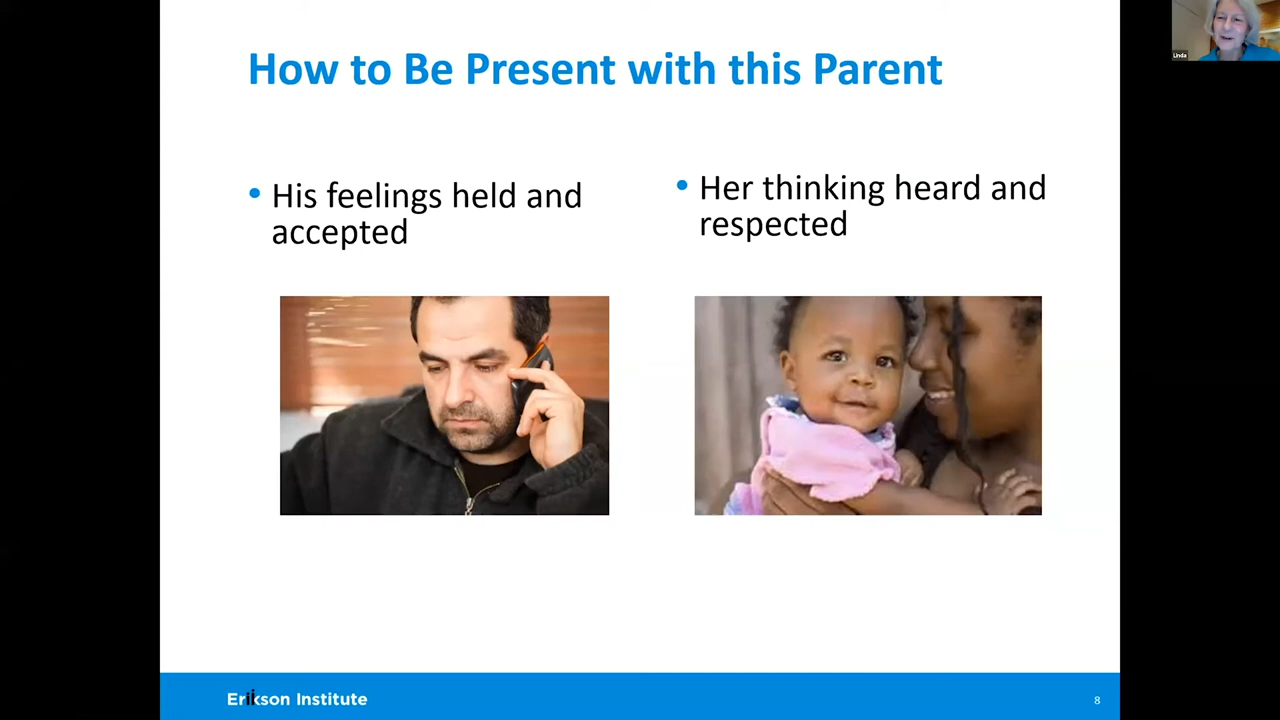 How to Be Present with this Parent
• His feelings held and
accepted
• Her thinking heard and
respected
Erikson Institute
8
Linda